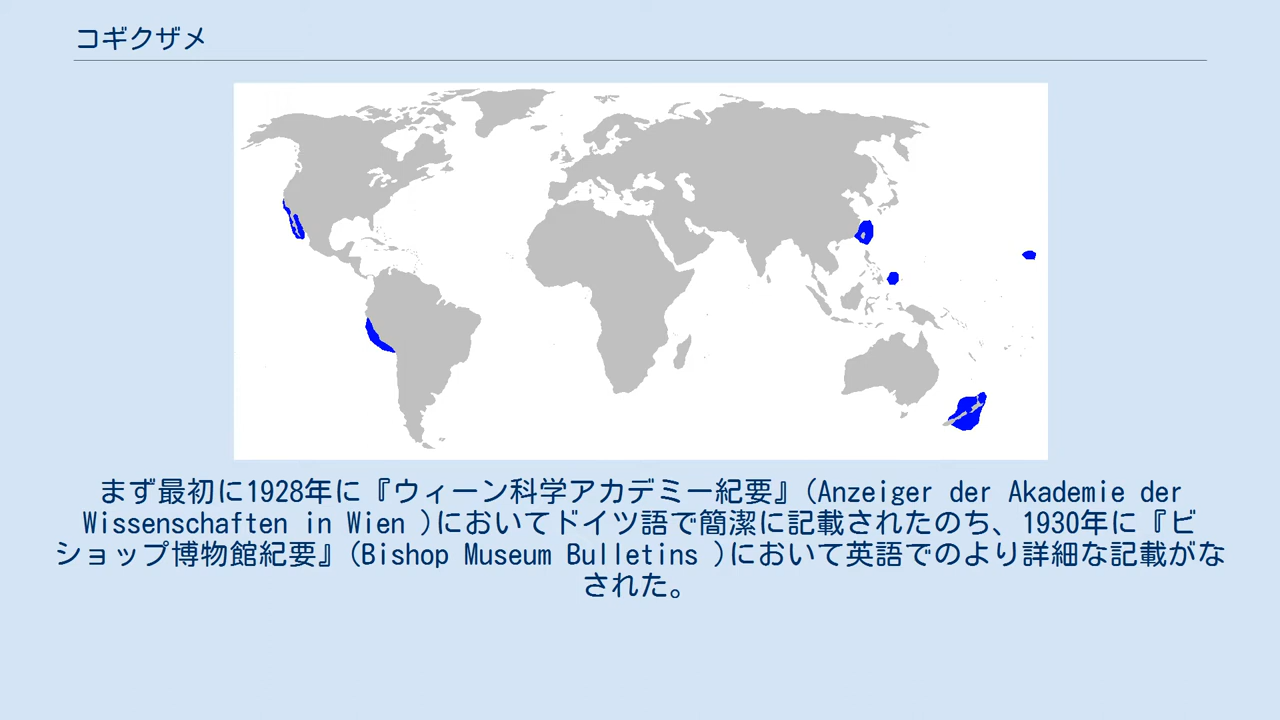 コギクザメ
まず最初に1928年に『ウィーン科学アカデミー紀要』(Anzeiger der Akademie der
Wissenschaften in Wien )においてドイツ語で簡潔に記載されたのち、1930年に『ビ
ショップ博物館紀要』(Bishop Museum Bulletins )において英語でのより詳細な記載がな
された。